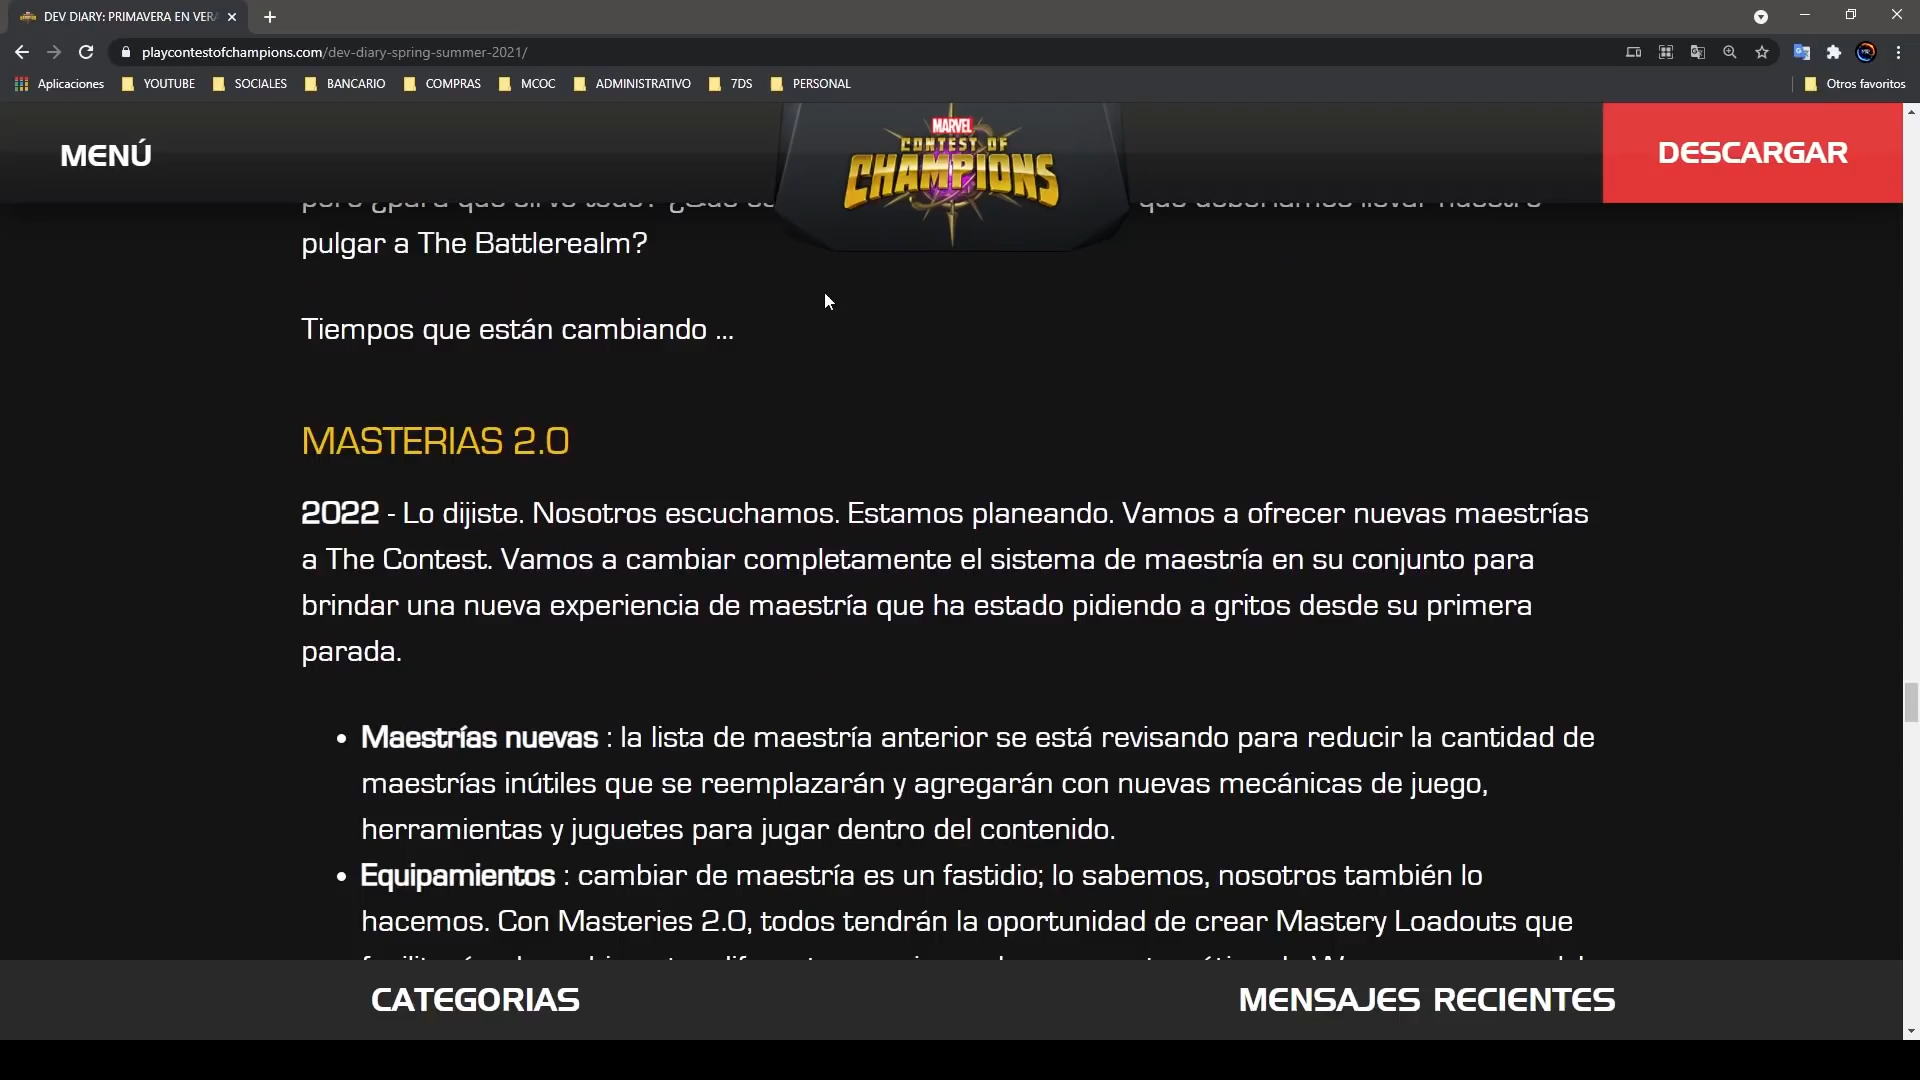 DEV DIARY: PRIMAVERA EN VER
playcontestofchampions.com/dev-diary-spring-summer-2021/
Aplicaciones
YOUTUBE
SOCIALES
BANCARIO
COMPRAS
MCOC
ADMINISTRATIVO
7DS
PERSONAL
Otros favoritos
MENÚ
MARVEL
CONTEST OF
CHAMPIONS
DESCARGAR
pulgar a The Battlerealm?
Tiempos que están cambiando ...
MASTERIAS 2.0
2022 - Lo dijiste. Nosotros escuchamos. Estamos planeando. Vamos a ofrecer nuevas maestrías
a The Contest. Vamos a cambiar completamente el sistema de maestría en su conjunto para
brindar una nueva experiencia de maestría que ha estado pidiendo a gritos desde su primera
parada.
• Maestrías nuevas : la lista de maestría anterior se está revisando para reducir la cantidad de
maestrías inútiles que se reemplazarán y agregarán con nuevas mecánicas de juego,
herramientas y juguetes para jugar dentro del contenido.
• Equipamientos : cambiar de maestría es un fastidio; lo sabemos, nosotros también lo
hacemos. Con Masteries 2.0, todos tendrán la oportunidad de crear Mastery Loadouts que
CATEGORIAS
MENSAJES RECIENTES